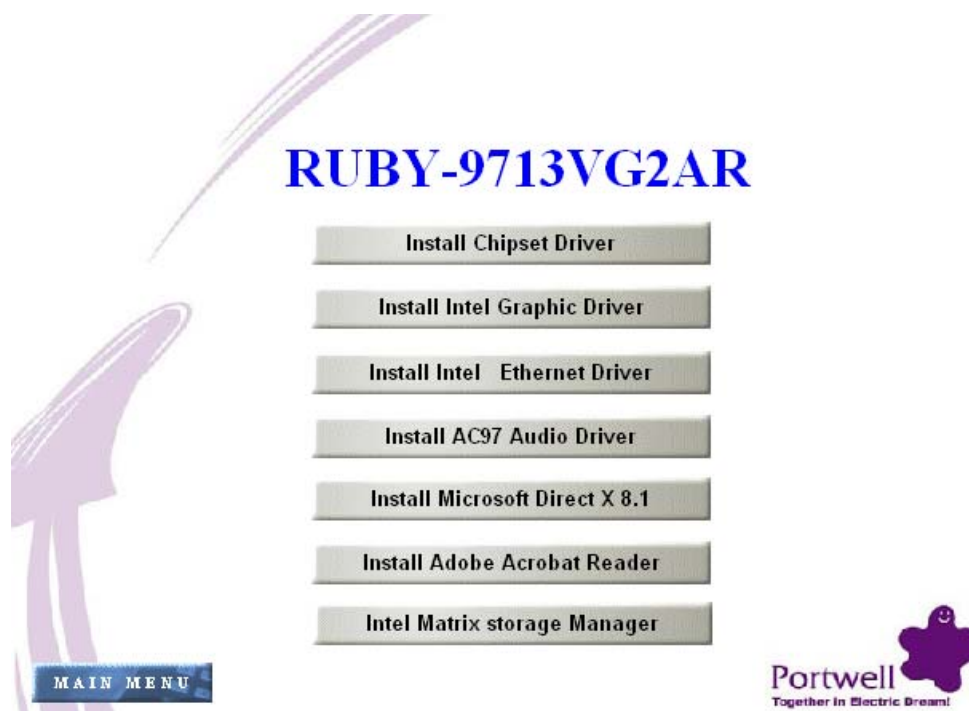 RUBY-9713VG2AR
Install Chipset Driver
Install Intel Graphic Driver
Install Intel Ethernet Driver
Install AC97 Audio Driver
Install Microsoft Direct X 8.1
Install Adobe Acrobat Reader
Intel Matrix storage Manager
MAIN MENU
Portwell
Together in Electric Dream!